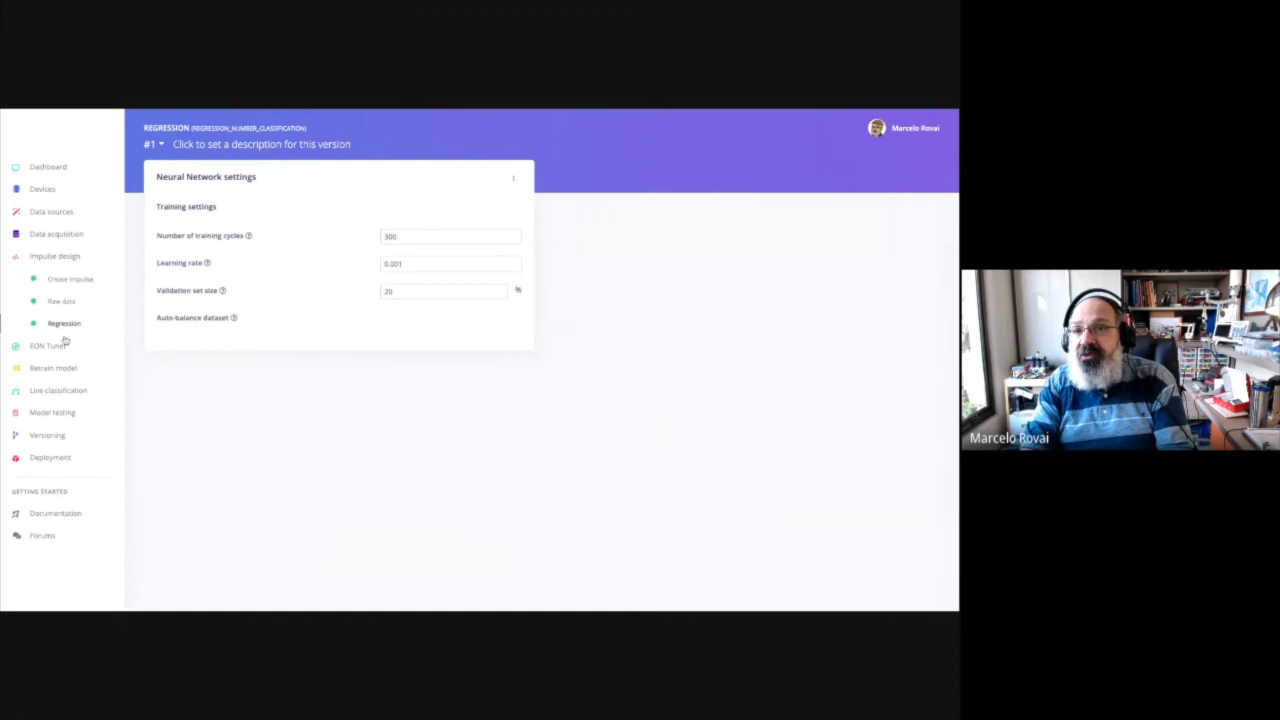 REGRESSION (REGRESSION_NUMBER_CLASSIFICATION)
#1 Click to set a description for this version
Marcelo Rovai
Dashboard
Devices
Data sources
Data acquisition
Impulse design
Create impulse
Raw data
Regression
EON Tuner
Retrain model
Live classification
Model testing
Versioning
Deployment
GETTING STARTED
Documentation
Forums
Neural Network settings
Training settings
Number of training cycles 300
Learning rate 0.001
Validation set size 20 %
Auto-balance dataset
Marcelo Rovai